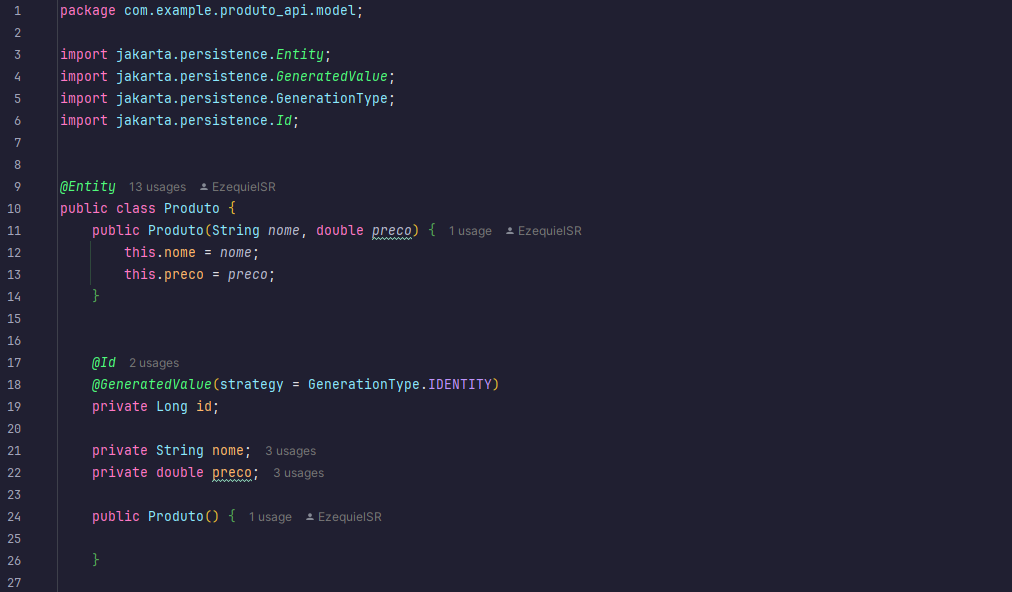 1 package com.example.produto_api.model;
2
3 import jakarta.persistence.Entity;
4 import jakarta.persistence.GeneratedValue;
5 import jakarta.persistence.GenerationType;
6 import jakarta.persistence.Id;
7
8
9 @Entity 13 usages EzequielSR
10 public class Produto {
11 public Produto(String nome, double preco) { 1 usage EzequielSR
12 this.nome = nome;
13 this.preco = preco;
14 }
15
16
17 @Id 2 usages
18 @GeneratedValue(strategy = GenerationType.IDENTITY)
19 private Long id;
20
21 private String nome; 3 usages
22 private double preco; 3 usages
23
24 public Produto() { 1 usage EzequielSR
25
26 }
27